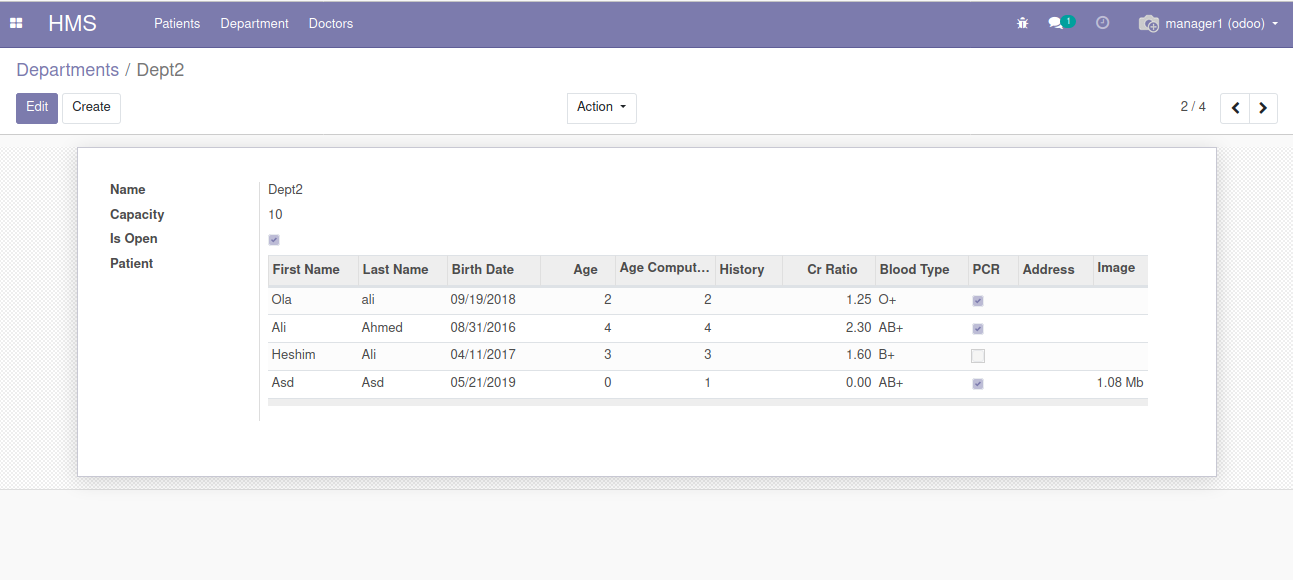 HMS Patients Department Doctors 1 manager1 (odoo)
Departments / Dept2
Edit Create Action 2 / 4
Name Dept2
Capacity 10
Is Open
Patient
First Name Last Name Birth Date Age Age Comput... History Cr Ratio Blood Type PCR Address Image
Ola ali 09/19/2018 2 2 1.25 O+
Ali Ahmed 08/31/2016 4 4 2.30 AB+
Heshim Ali 04/11/2017 3 3 1.60 B+
Asd Asd 05/21/2019 0 1 0.00 AB+ 1.08 Mb